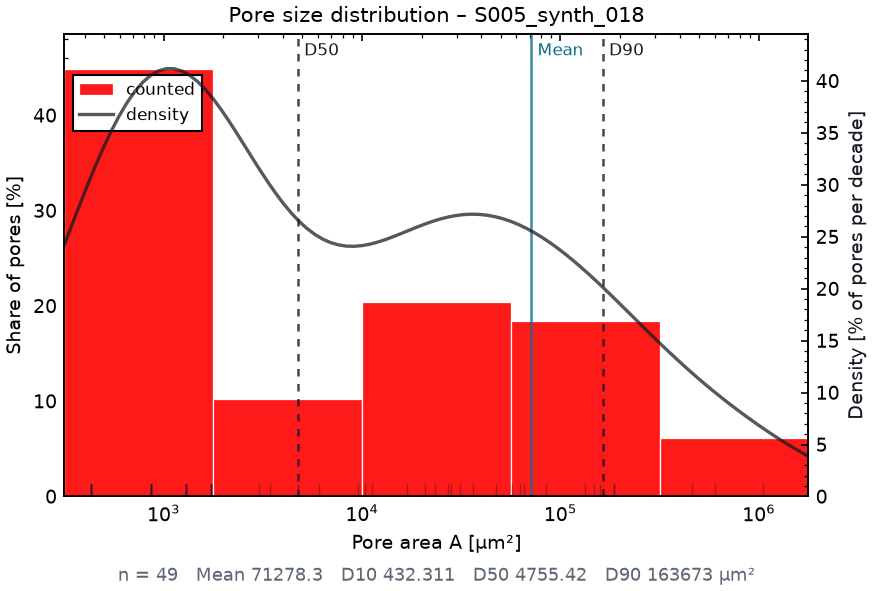 Pore size distribution – S005_synth_018
D50
Mean
D90
counted
density
Share of pores [%]
0
10
20
30
40
Density [% of pores per decade]
0
5
10
15
20
25
30
35
40
10³ 10⁴ 10⁵ 10⁶
Pore area A [µm²]
n = 49 Mean 71278.3 D10 432.311 D50 4755.42 D90 163673 µm²